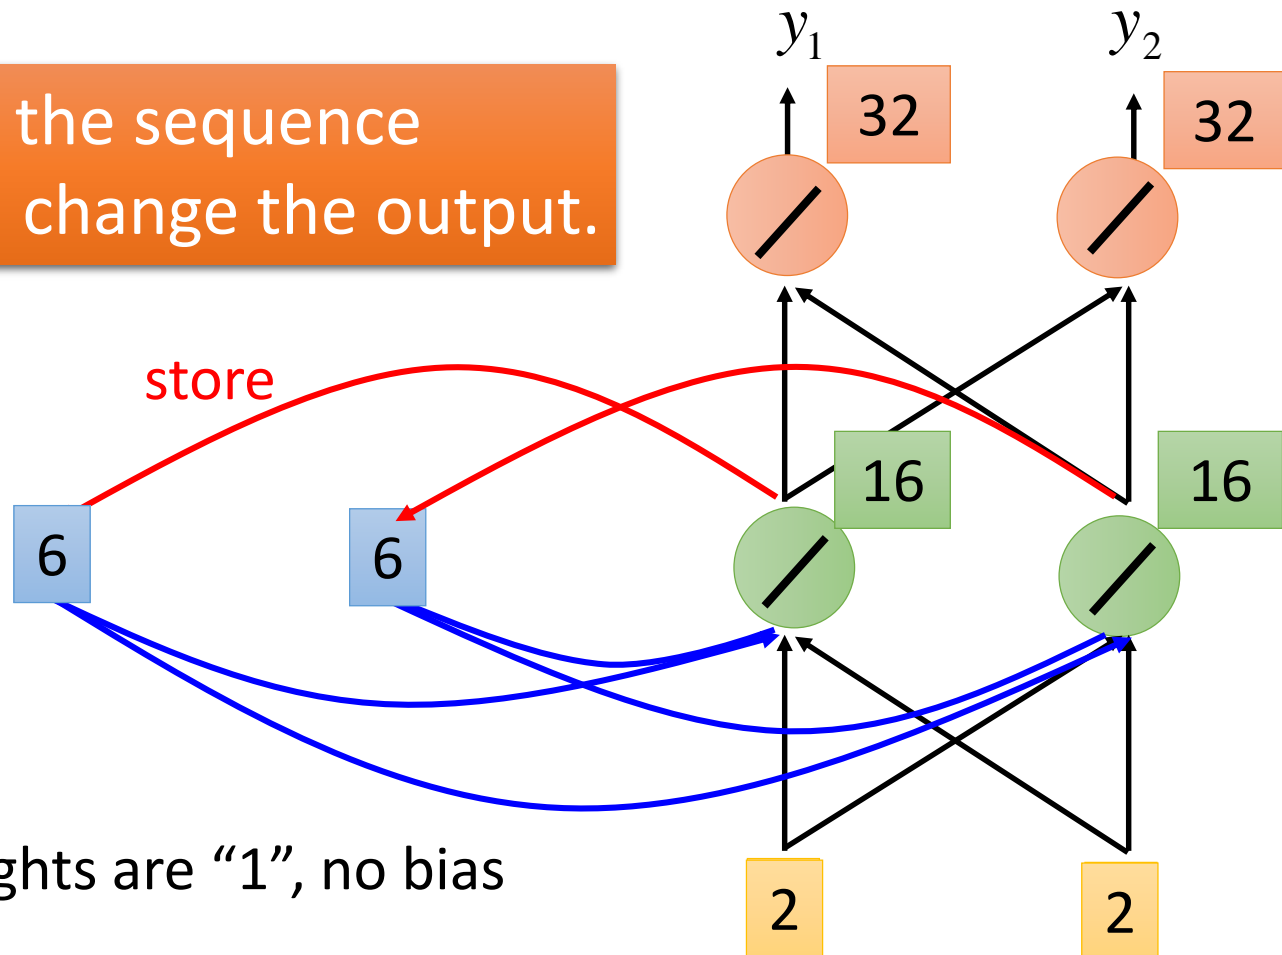 y₁ y₂
32 32
the sequence
change the output.
store
16 16
6 6
ghts are “1”, no bias
2 2